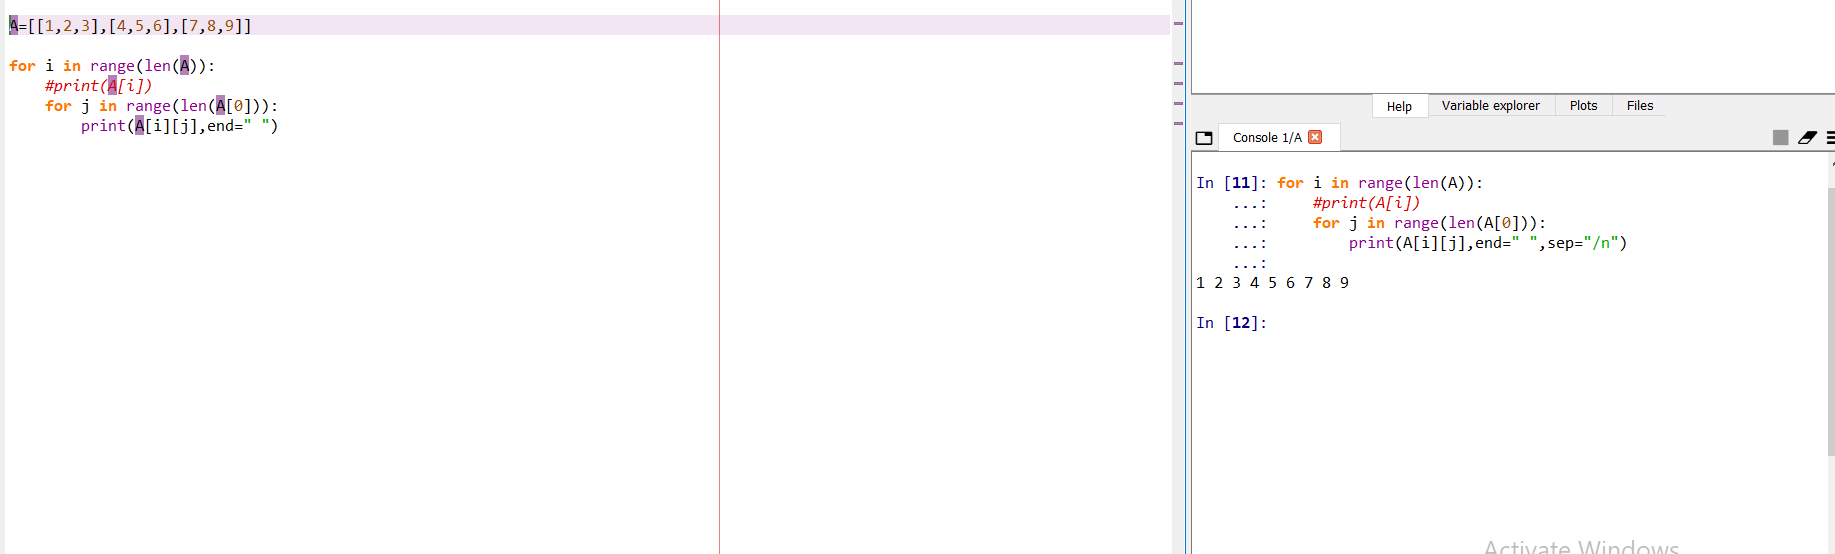 A=[[1,2,3],[4,5,6],[7,8,9]]
for i in range(len(A)):
    #print(A[i])
    for j in range(len(A[0])):
        print(A[i][j],end=" ")
Help Variable explorer Plots Files
Console 1/A
In [11]: for i in range(len(A)):
    ...:     #print(A[i])
    ...:     for j in range(len(A[0])):
    ...:         print(A[i][j],end=" ",sep="/n")
    ...:
1 2 3 4 5 6 7 8 9
In [12]:
Activate Windows